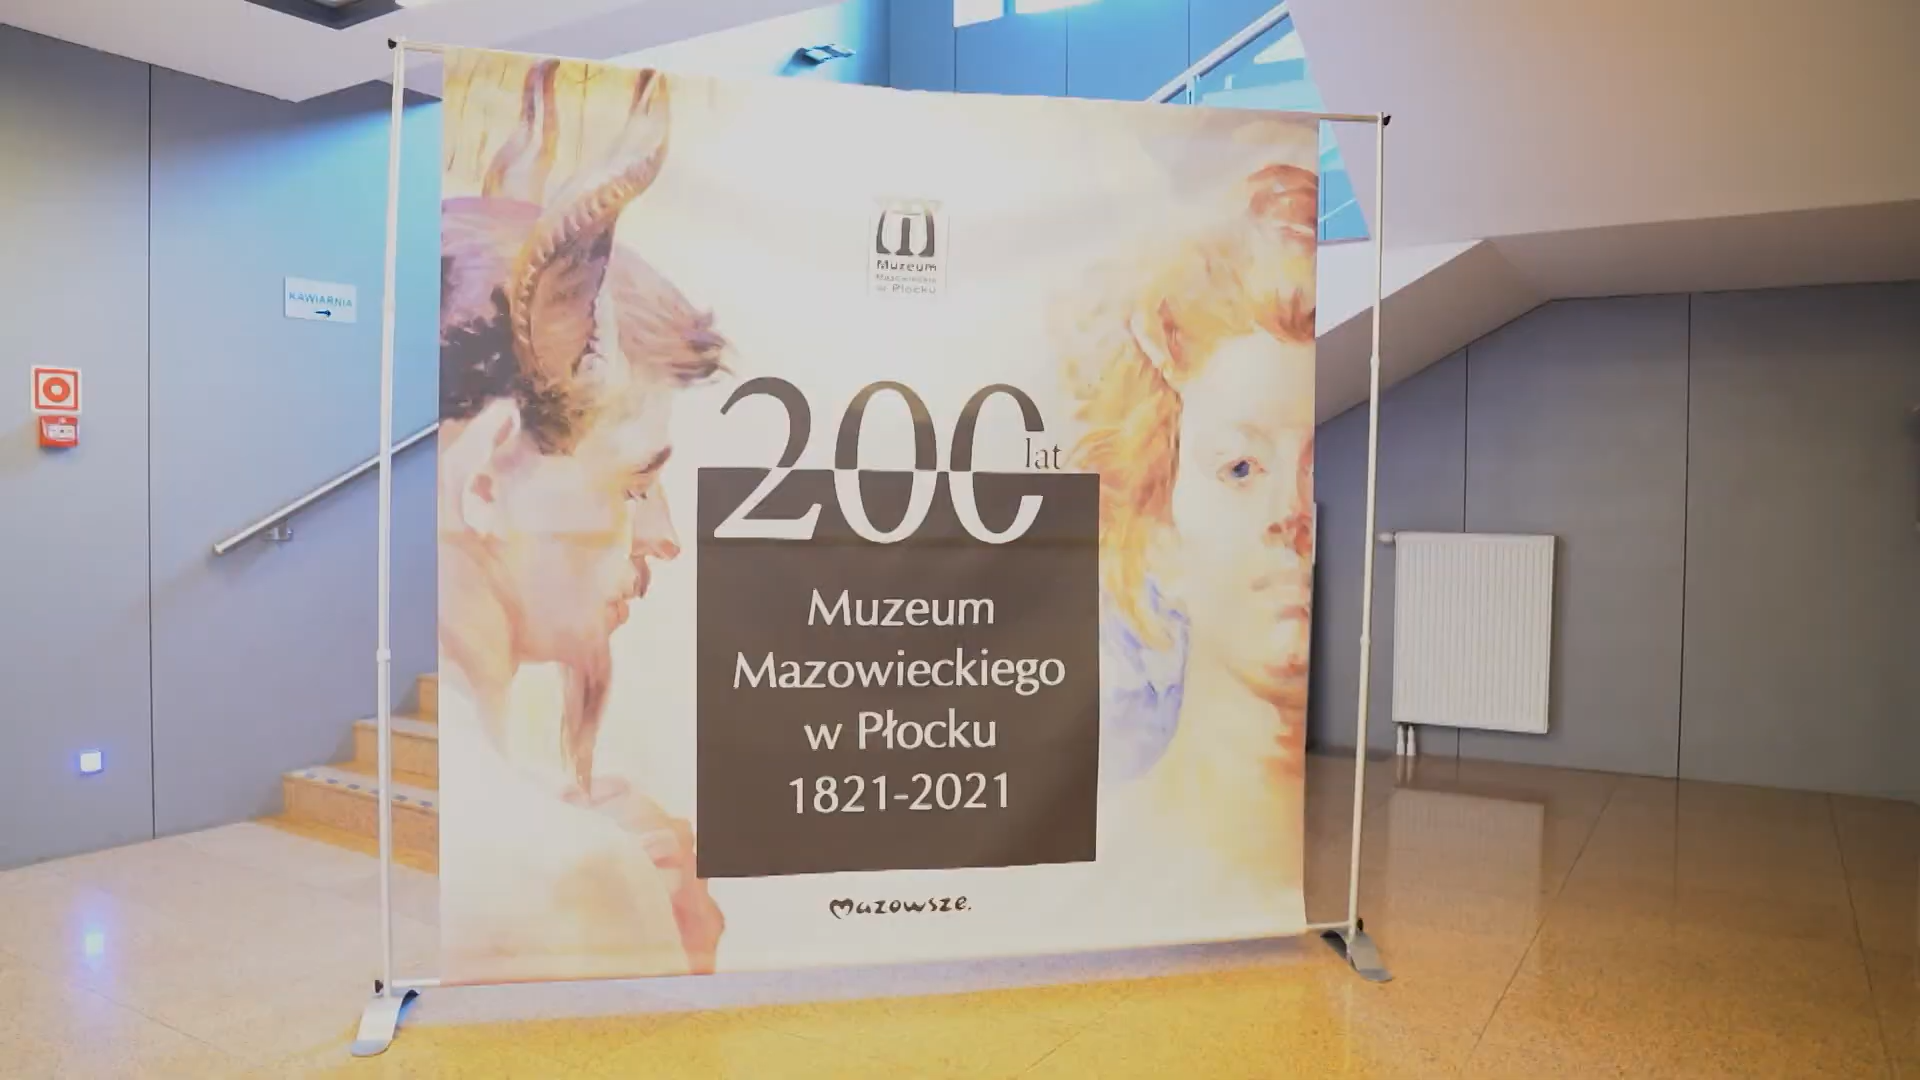 KAWIARNIA
Muzeum
Mazowieckie
w Płocku
200
lat
Muzeum
Mazowieckiego
w Płocku
1821-2021
Mazowsze.